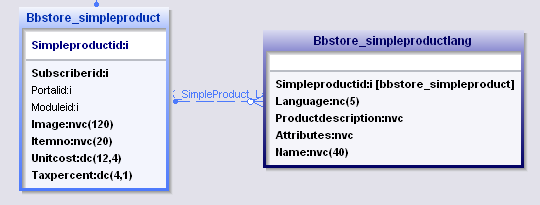 Bbstore_simpleproduct
Simpleproductid:i
Subscriberid:i
Portalid:i
Moduleid:i
Image:nvc(120)
Itemno:nvc(20)
Unitcost:dc(12,4)
Taxpercent:dc(4,1)
SimpleProduct_L
Bbstore_simpleproductlang
Simpleproductid:i [bbstore_simpleproduct]
Language:nc(5)
Productdescription:nvc
Attributes:nvc
Name:nvc(40)